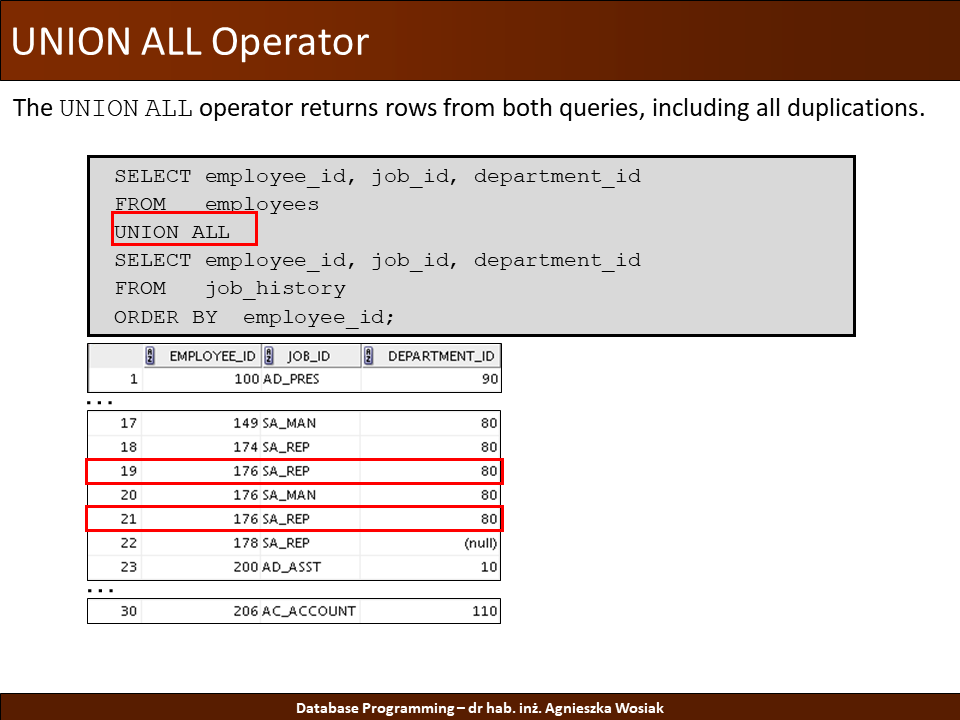 UNION ALL Operator
The UNION ALL operator returns rows from both queries, including all duplications.
SELECT employee_id, job_id, department_id
FROM   employees
UNION ALL
SELECT employee_id, job_id, department_id
FROM   job_history
ORDER BY  employee_id;
EMPLOYEE_ID JOB_ID DEPARTMENT_ID
1 100 AD_PRES 90
...
17 149 SA_MAN 80
18 174 SA_REP 80
19 176 SA_REP 80
20 176 SA_MAN 80
21 176 SA_REP 80
22 178 SA_REP (null)
23 200 AD_ASST 10
...
30 206 AC_ACCOUNT 110
Database Programming – dr hab. inż. Agnieszka Wosiak